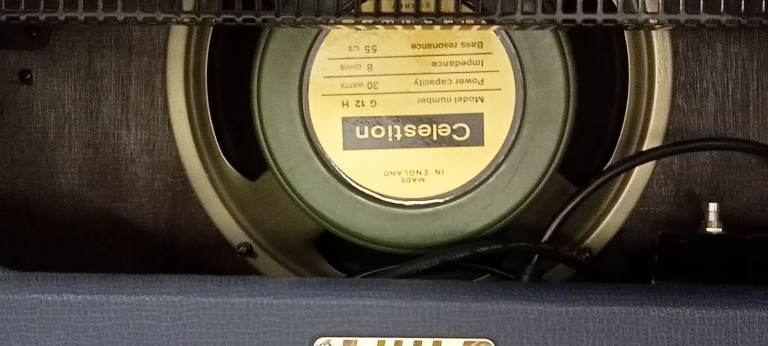 MADE
IN ENGLAND
Celestion
Model number G 12 H
Power capacity 30 WATTS
Impedance 8 OHMS
Bass resonance 55 C/S